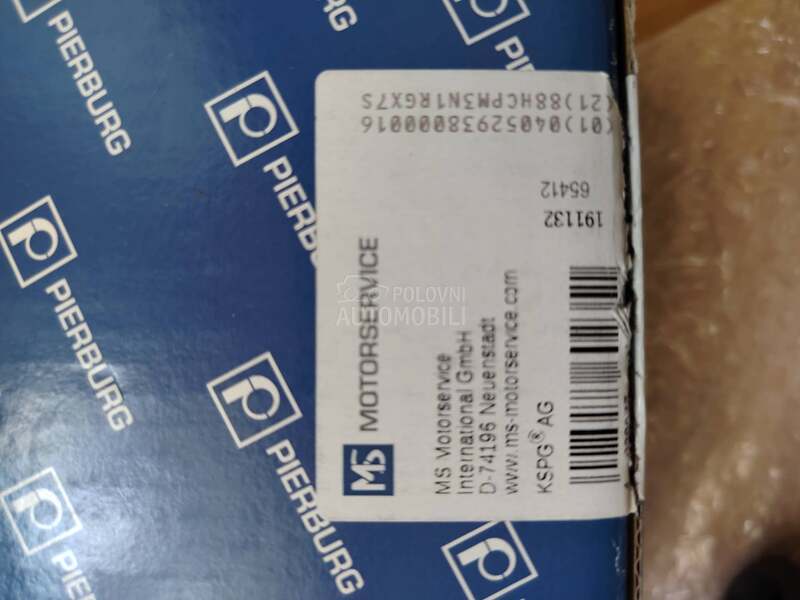 MS MOTORSERVICE
MS Motorservice
International GmbH
D-74196 Neuenstadt
www.ms-motorservice.com
KSPG® AG
191132
65412
(01)04052938000016
(21)88HCPM3N1RGX7S
PIERBURG
PIERBURG
PIERBURG
PIERBURG
PIERBURG
PIERBURG
PIERBURG
POLOVNI
AUTOMOBILI